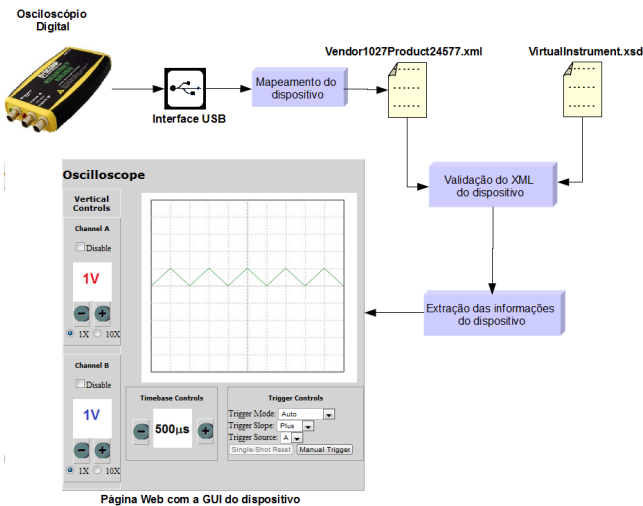 Osciloscópio
Digital
Interface USB
Mapeamento do
dispositivo
Vendor1027Product24577.xml
VirtualInstrument.xsd
Validação do XML
do dispositivo
Extração das informações
do dispositivo
Oscilloscope
Vertical
Controls
Channel A
Disable
1V
1X 10X
Channel B
Disable
1V
1X 10X
Timebase Controls
500µs
Trigger Controls
Trigger Mode: Auto
Trigger Slope: Plus
Trigger Source: A
Single-Shot Reset Manual Trigger
Página Web com a GUI do dispositivo